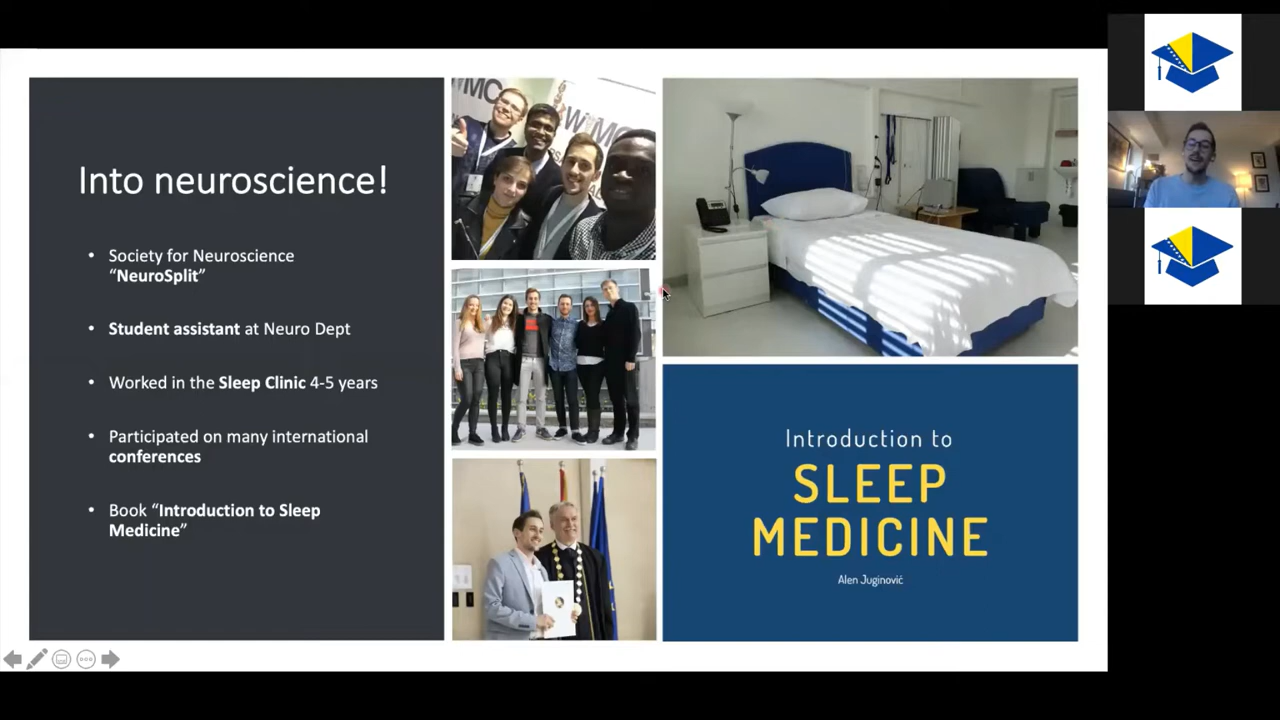 Into neuroscience!
• Society for Neuroscience
“NeuroSplit”
• Student assistant at Neuro Dept
• Worked in the Sleep Clinic 4-5 years
• Participated on many international
conferences
• Book “Introduction to Sleep
Medicine”
Introduction to
SLEEP
MEDICINE
Alen Juginović